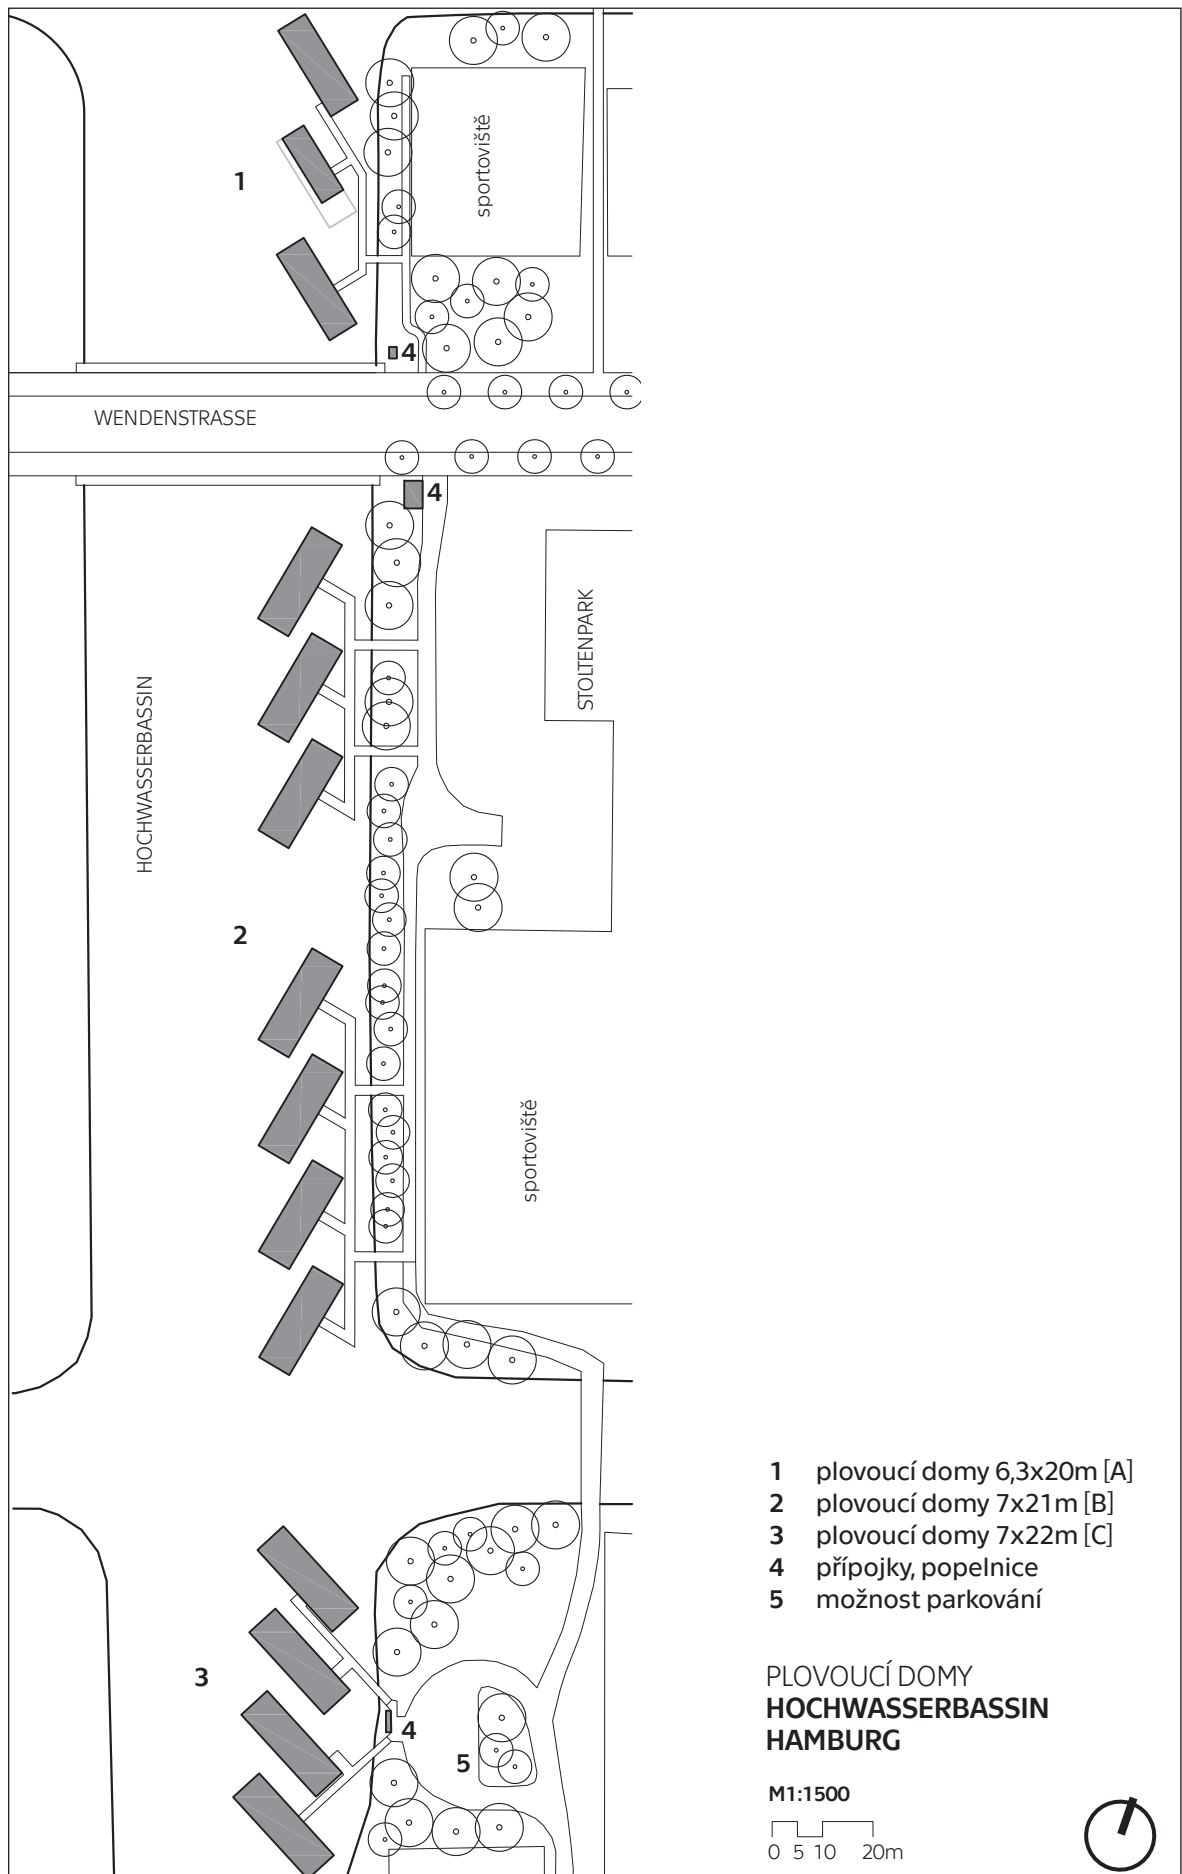 sportoviště
1
4
WENDENSTRASSE
4
STOLTENPARK
HOCHWASSERBASSIN
2
sportoviště
1 plovoucí domy 6,3x20m [A]
2 plovoucí domy 7x21m [B]
3 plovoucí domy 7x22m [C]
4 přípojky, popelnice
5 možnost parkování
3
4
5
PLOVOUCÍ DOMY
HOCHWASSERBASSIN
HAMBURG
M1:1500
0 5 10 20m